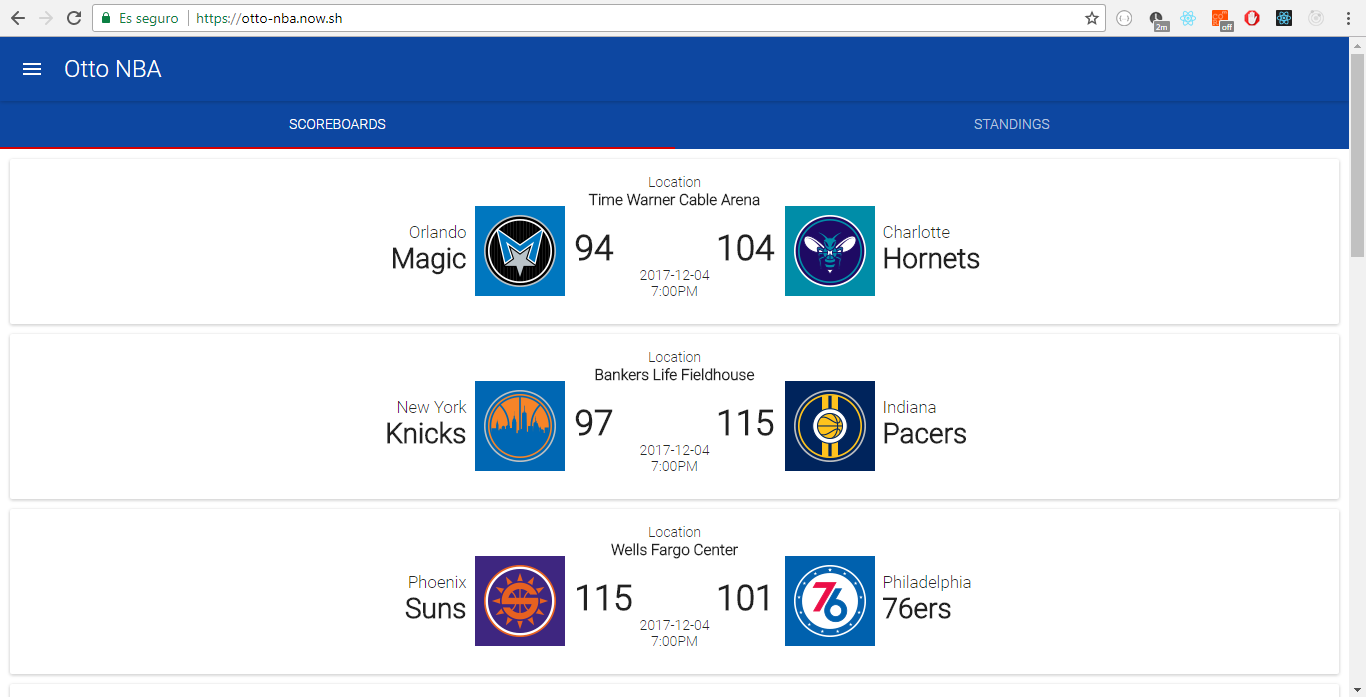 Es seguro https://otto-nba.now.sh
2m
off
Otto NBA
SCOREBOARDS STANDINGS
Location
Time Warner Cable Arena
Orlando
Magic
94
104
Charlotte
Hornets
2017-12-04
7:00PM
Location
Bankers Life Fieldhouse
New York
Knicks
97
115
Indiana
Pacers
2017-12-04
7:00PM
Location
Wells Fargo Center
Phoenix
Suns
115
101
76
Philadelphia
76ers
2017-12-04
7:00PM